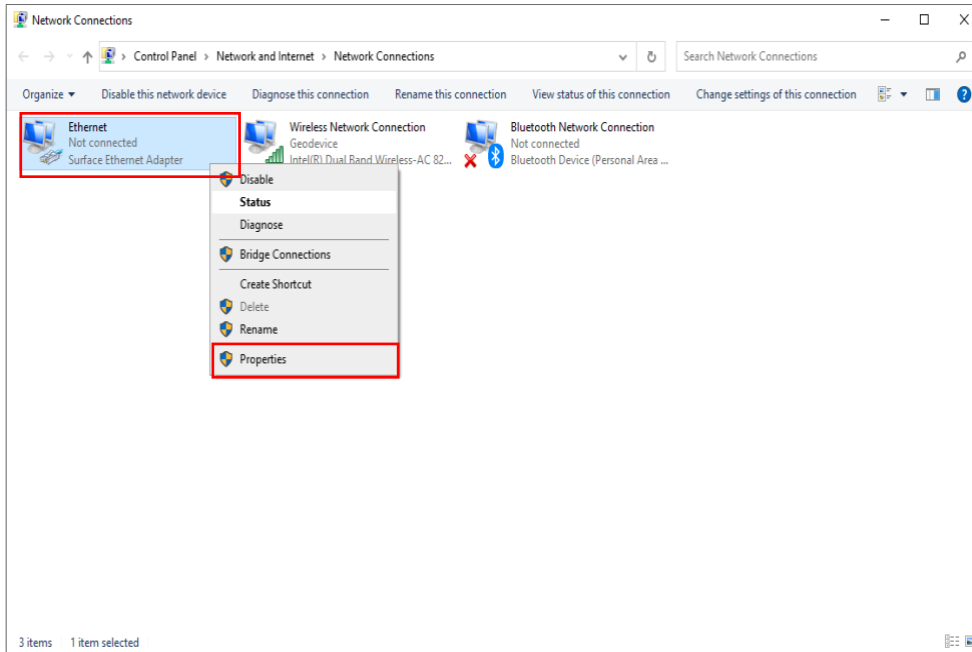 Network Connections
Control Panel > Network and Internet > Network Connections
Search Network Connections
Organize Disable this network device Diagnose this connection Rename this connection View status of this connection Change settings of this connection
Ethernet
Not connected
Surface Ethernet Adapter
Wireless Network Connection
Geodevice
Intel(R) Dual Band Wireless-AC 82...
Bluetooth Network Connection
Not connected
Bluetooth Device (Personal Area ...
Disable
Status
Diagnose
Bridge Connections
Create Shortcut
Delete
Rename
Properties
3 items 1 item selected